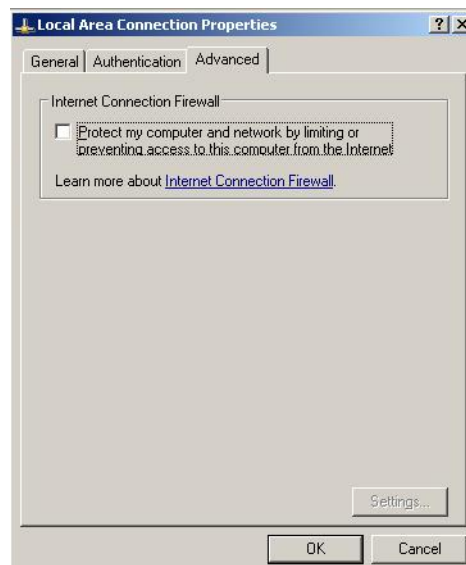 Local Area Connection Properties
General Authentication Advanced
Internet Connection Firewall
Protect my computer and network by limiting or
preventing access to this computer from the Internet
Learn more about Internet Connection Firewall.
Settings...
OK Cancel